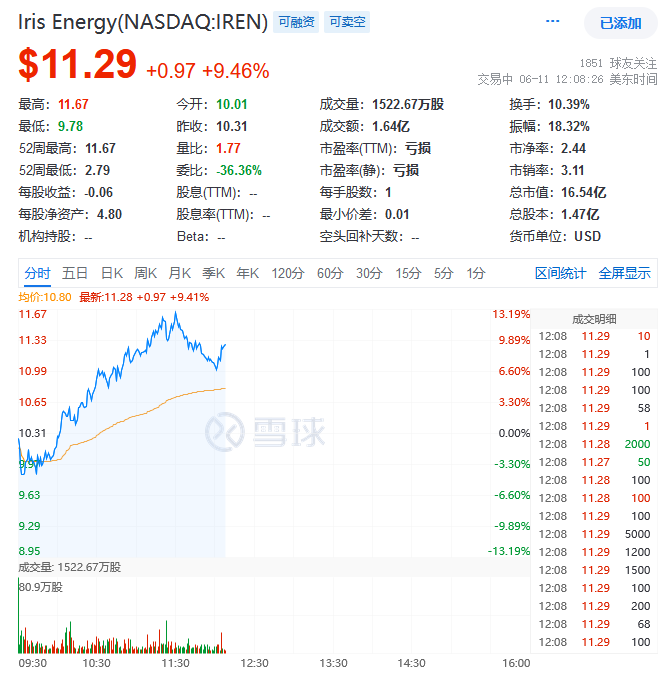 Iris Energy(NASDAQ:IREN) 可融资 可卖空 ... 已添加
$11.29 +0.97 +9.46%
1851 球友关注
交易中 06-11 12:08:26 美东时间
最高：11.67 今开：10.01 成交量：1522.67万股 换手：10.39%
最低：9.78 昨收：10.31 成交额：1.64亿 振幅：18.32%
52周最高：11.67 量比：1.77 市盈率(TTM)：亏损 市净率：2.44
52周最低：2.79 委比：-36.36% 市盈率(静)：亏损 市销率：3.11
每股收益：-0.06 股息(TTM)：-- 每手股数：1 总市值：16.54亿
每股净资产：4.80 股息率(TTM)：-- 最小价差：0.01 总股本：1.47亿
机构持股：-- Beta：-- 空头回补天数：-- 货币单位：USD
分时 五日 日K 周K 月K 季K 年K 120分 60分 30分 15分 5分 1分 区间统计 全屏显示
均价:10.80 最新:11.28 +0.97 +9.41%
11.67 13.19%
11.33 9.89%
10.99 6.60%
10.65 3.30%
10.31 0.00%
9.97 -3.30%
9.63 -6.60%
9.29 -9.89%
8.95 -13.19%
雪球
成交量: 1522.67万股
80.9万股
09:30 10:30 11:30 12:30 13:30 14:30 16:00
成交明细
12:08 11.29 10
12:08 11.29 1
12:08 11.29 100
12:08 11.29 100
12:08 11.29 58
12:08 11.29 1
12:08 11.28 2000
12:08 11.27 50
12:08 11.28 100
12:08 11.28 100
12:08 11.29 100
12:08 11.29 5000
12:08 11.29 1200
12:08 11.29 1500
12:08 11.29 100
12:08 11.29 200
12:08 11.29 68
12:08 11.29 100